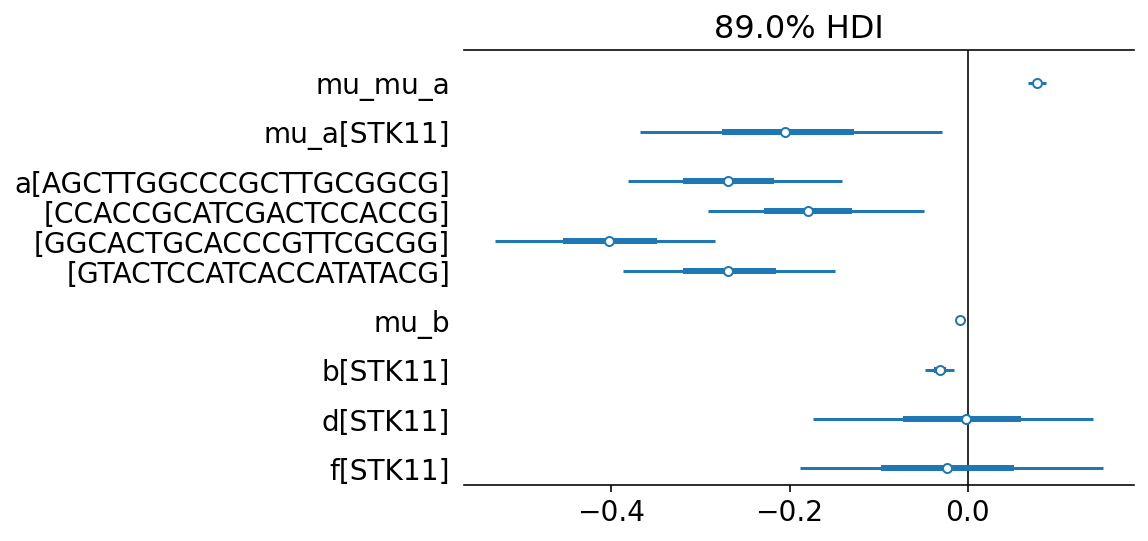 89.0% HDI
mu_mu_a
mu_a[STK11]
a[AGCTTGGCCCGCTTGCGGCG]
[CCACCGCATCGACTCCACCG]
[GGCACTGCACCCGTTCGCGG]
[GTACTCCATCACCATATACG]
mu_b
b[STK11]
d[STK11]
f[STK11]
−0.4 −0.2 0.0